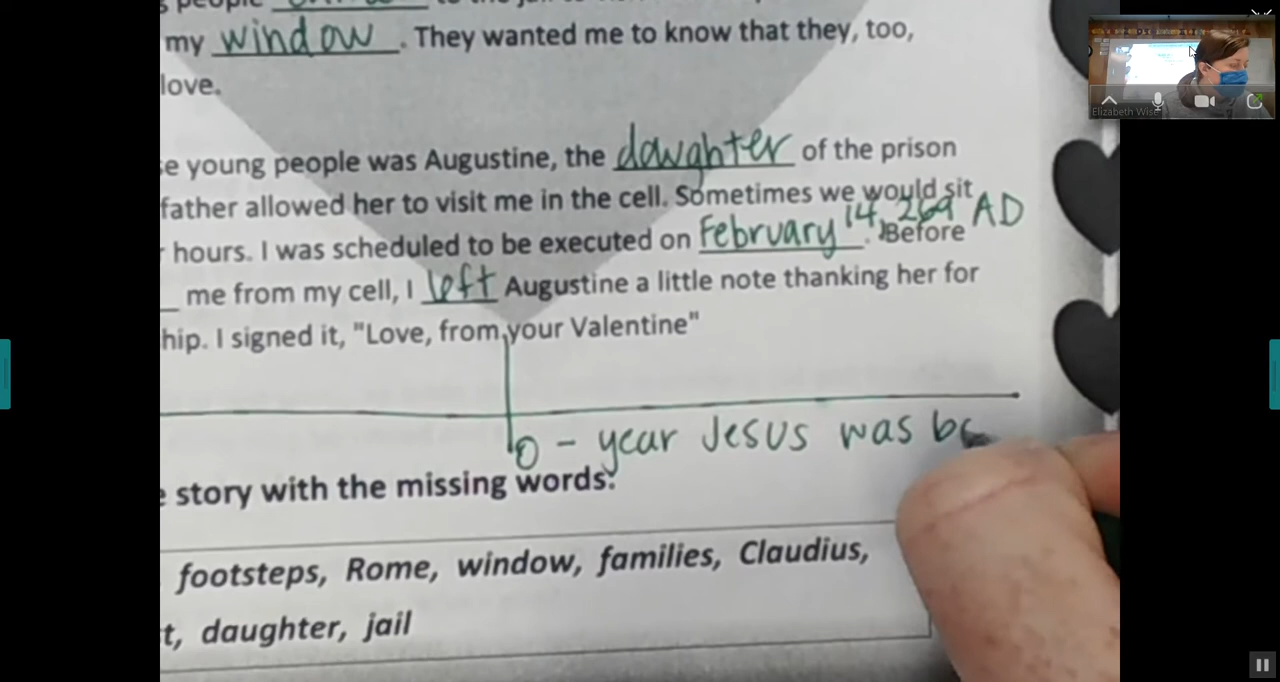 people
my window. They wanted me to know that they, too,
love.
e young people was Augustine, the daughter of the prison
father allowed her to visit me in the cell. Sometimes we would sit
hours. I was scheduled to be executed on February 14, 269 AD. Before
__ me from my cell, I left Augustine a little note thanking her for
hip. I signed it, "Love, from your Valentine"
0 - year Jesus was bo
e story with the missing words:
footsteps, Rome, window, families, Claudius,
t, daughter, jail
Elizabeth Wise